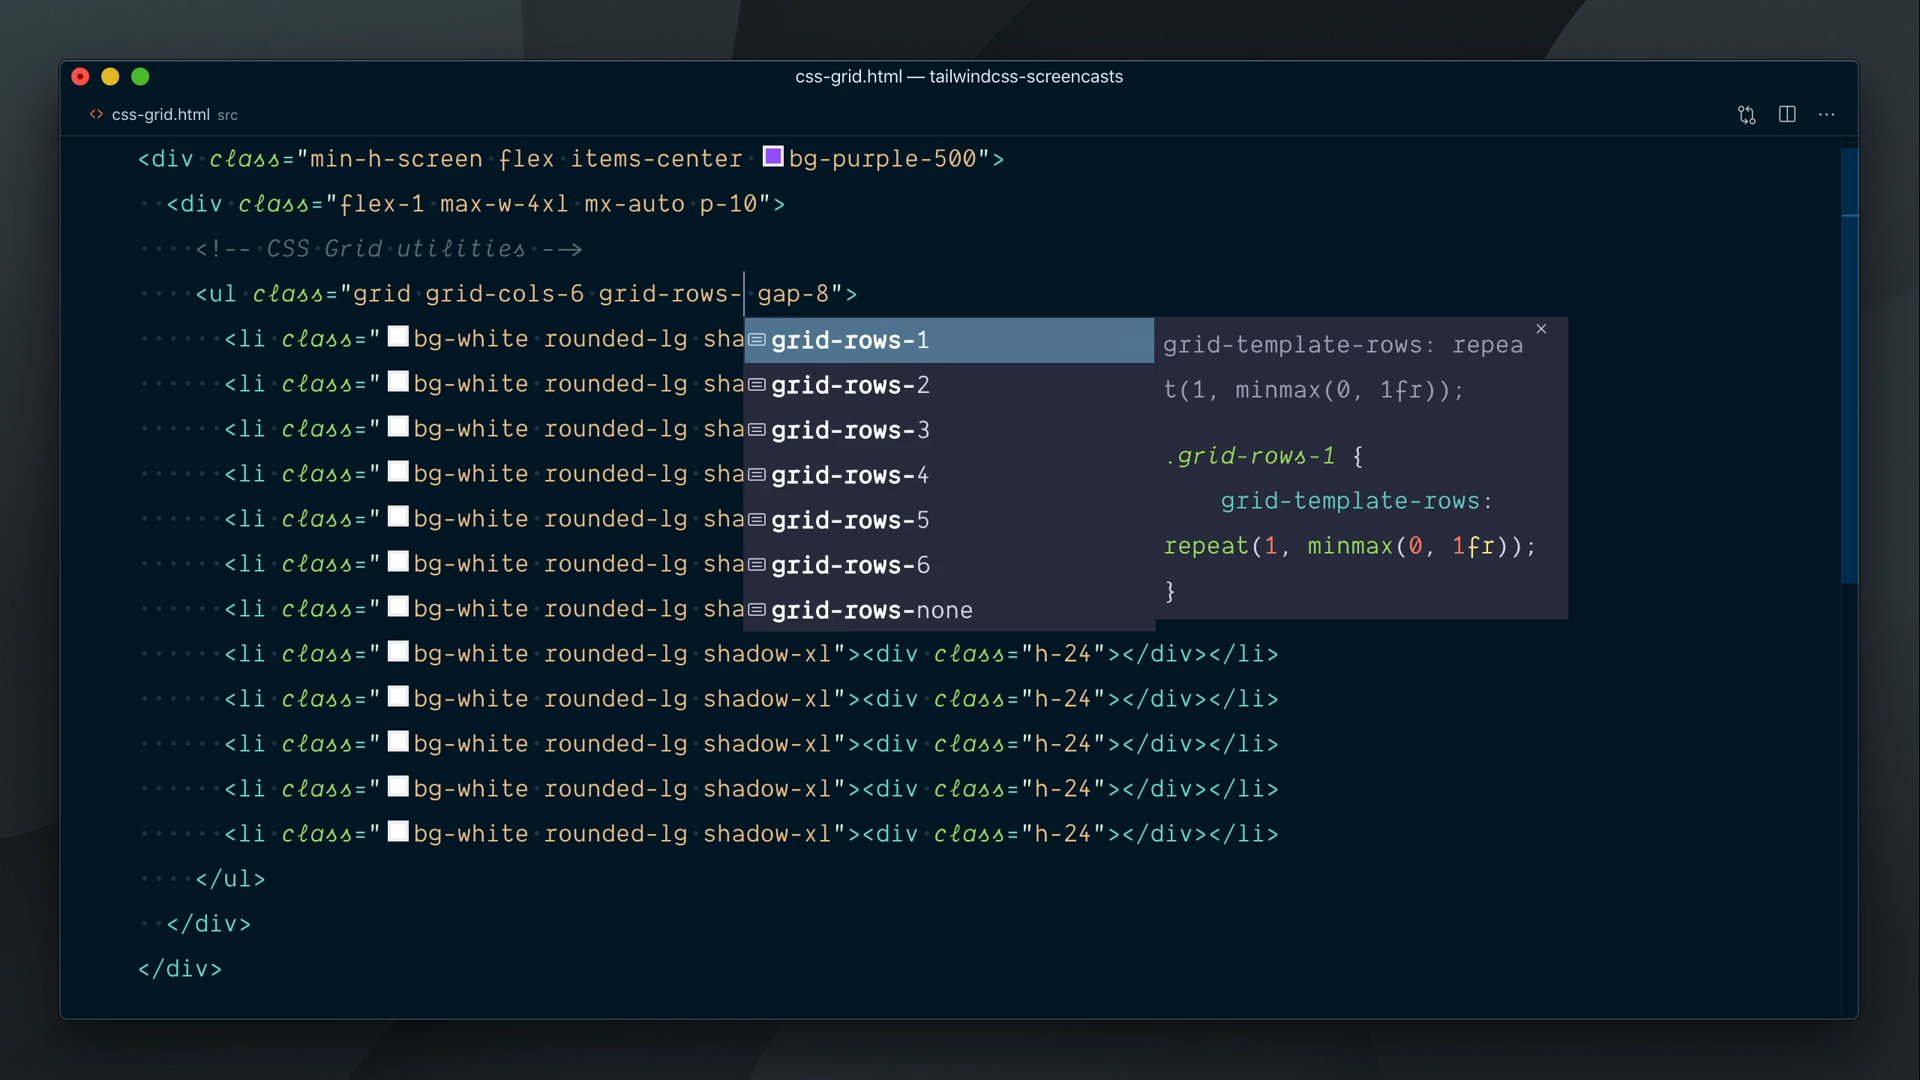 css-grid.html — tailwindcss-screencasts
<> css-grid.html src
<div class="min-h-screen flex items-center bg-purple-500">
<div class="flex-1 max-w-4xl mx-auto p-10">
<!-- CSS Grid utilities -->
<ul class="grid grid-cols-6 grid-rows- gap-8">
<li class="bg-white rounded-lg sha
<li class="bg-white rounded-lg sha
<li class="bg-white rounded-lg sha
<li class="bg-white rounded-lg sha
<li class="bg-white rounded-lg sha
<li class="bg-white rounded-lg sha
<li class="bg-white rounded-lg sha
grid-rows-1
grid-rows-2
grid-rows-3
grid-rows-4
grid-rows-5
grid-rows-6
grid-rows-none
grid-template-rows: repea
t(1, minmax(0, 1fr));
.grid-rows-1 {
grid-template-rows:
repeat(1, minmax(0, 1fr));
}
<li class="bg-white rounded-lg shadow-xl"><div class="h-24"></div></li>
<li class="bg-white rounded-lg shadow-xl"><div class="h-24"></div></li>
<li class="bg-white rounded-lg shadow-xl"><div class="h-24"></div></li>
<li class="bg-white rounded-lg shadow-xl"><div class="h-24"></div></li>
<li class="bg-white rounded-lg shadow-xl"><div class="h-24"></div></li>
</ul>
</div>
</div>